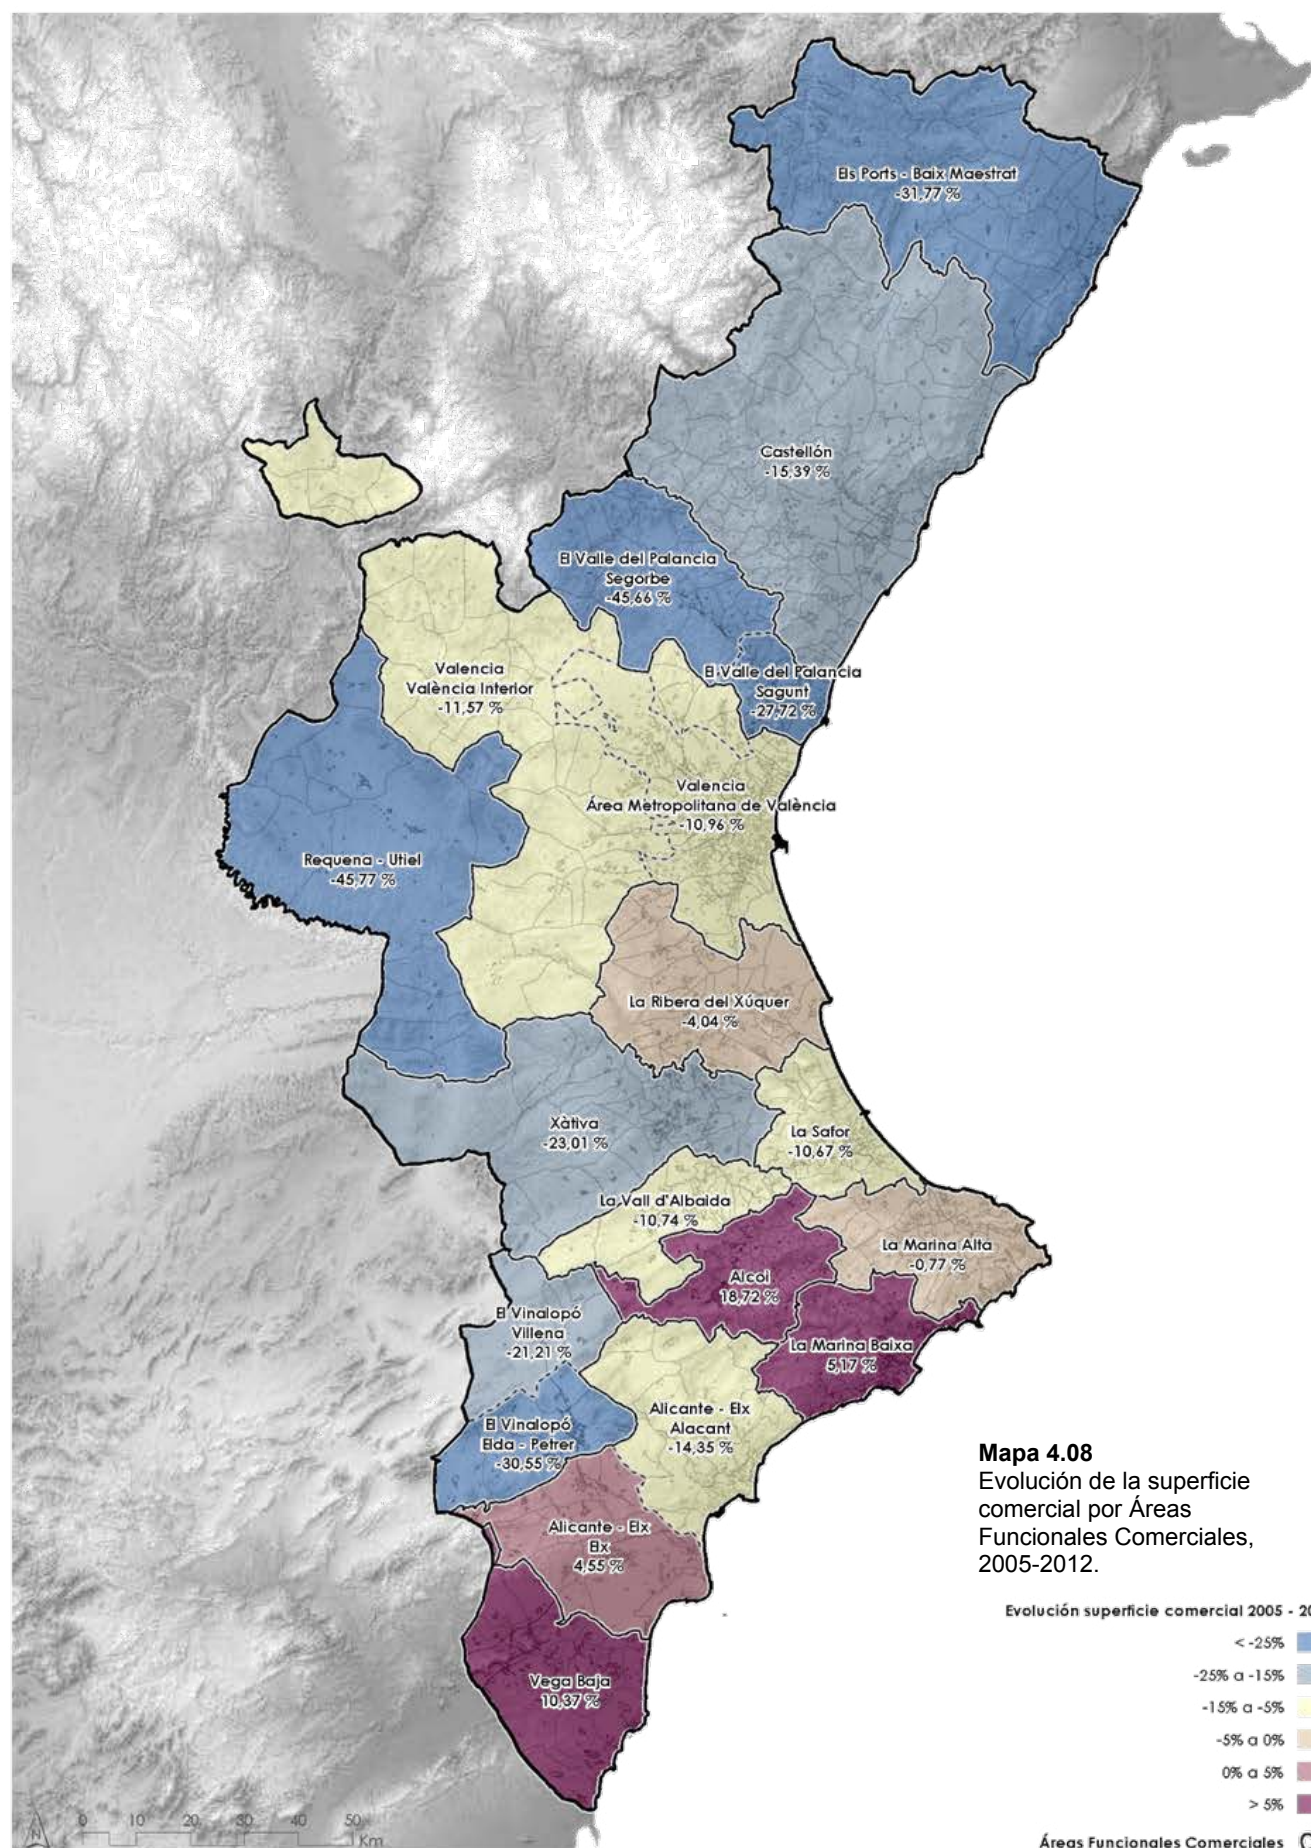 Els Ports - Baix Maestrat
-31,77 %
Castellón
-15,39 %
El Valle del Palancia
Segorbe
-45,66 %
El Valle del Palancia
Sagunt
-27,72 %
Valencia
València Interior
-11,57 %
Valencia
Área Metropolitana de València
-10,96 %
Requena - Utiel
-45,77 %
La Ribera del Xúquer
-4,04 %
Xàtiva
-23,01 %
La Safor
-10,67 %
La Vall d'Albaida
-10,74 %
La Marina Alta
-0,77 %
Alcoi
18,72 %
El Vinalopó
Villena
-21,21 %
La Marina Baixa
5,17 %
Alicante - Elx
Alacant
-14,35 %
El Vinalopó
Elda - Petrer
-30,55 %
Alicante - Elx
Elx
4,55 %
Vega Baja
10,37 %
Mapa 4.08
Evolución de la superficie
comercial por Áreas
Funcionales Comerciales,
2005-2012.
Evolución superficie comercial 2005 - 20
< -25%
-25% a -15%
-15% a -5%
-5% a 0%
0% a 5%
> 5%
Áreas Funcionales Comerciales
N
0 10 20 30 40 50
Km